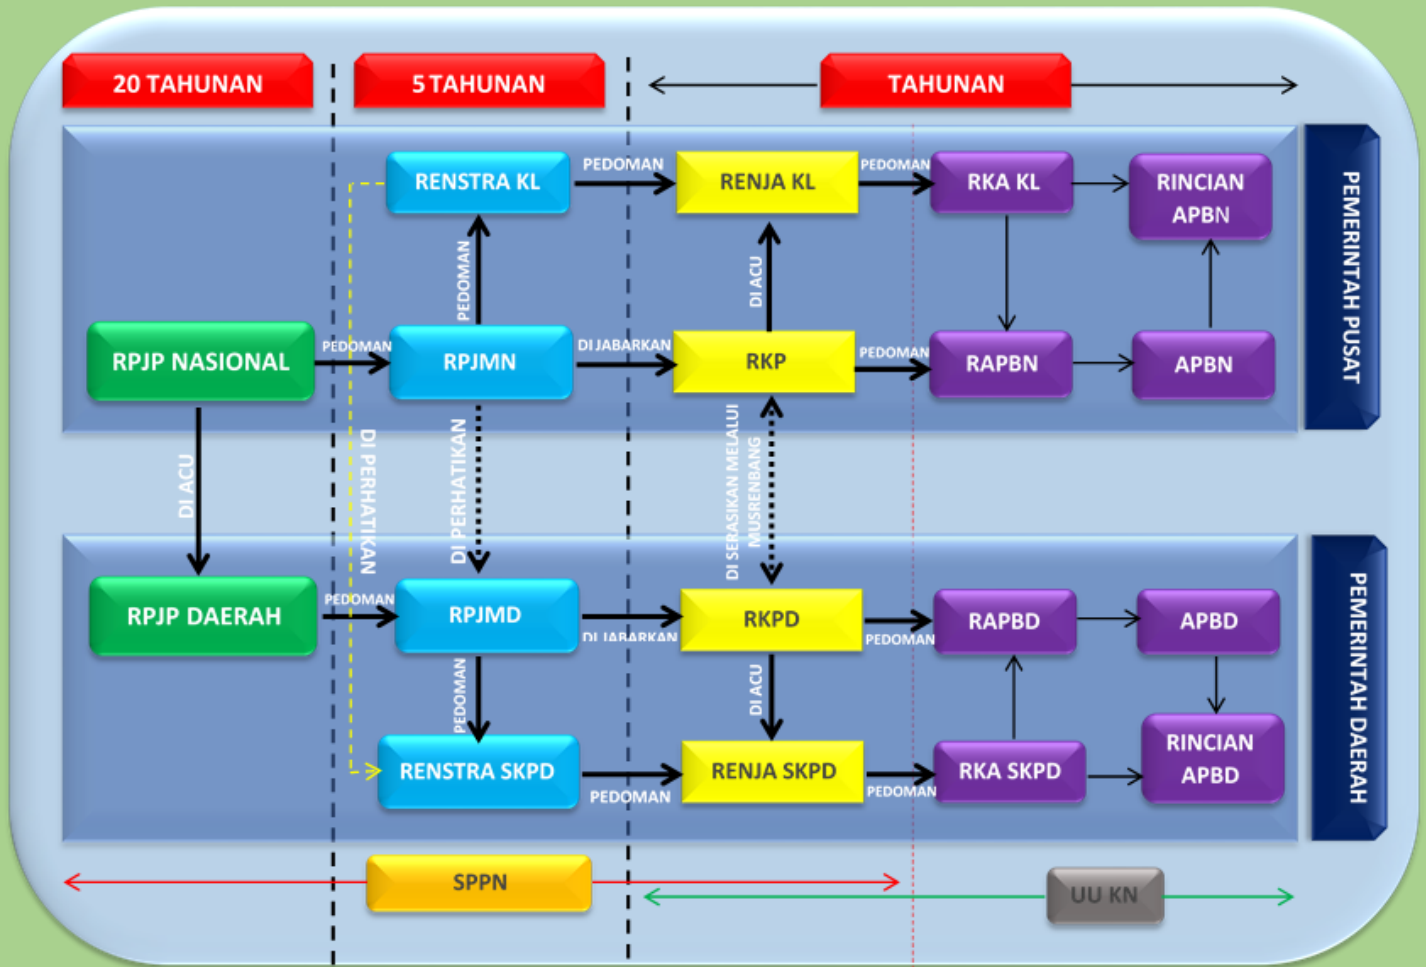 20 TAHUNAN
5 TAHUNAN
TAHUNAN
RENSTRA KL
PEDOMAN
RENJA KL
PEDOMAN
RKA KL
RINCIAN
APBN
PEMERINTAH PUSAT
PEDOMAN
DI ACU
RPJP NASIONAL
PEDOMAN
RPJMN
DI JABARKAN
RKP
PEDOMAN
RAPBN
APBN
DI ACU
DI PERHATIKAN
DI PERHATIKAN
DI SERASIKAN MELALUI
MUSRENBANG
RPJP DAERAH
PEDOMAN
RPJMD
DI JABARKAN
RKPD
PEDOMAN
RAPBD
APBD
PEMERINTAH DAERAH
PEDOMAN
DI ACU
RENSTRA SKPD
PEDOMAN
RENJA SKPD
PEDOMAN
RKA SKPD
RINCIAN
APBD
SPPN
UU KN